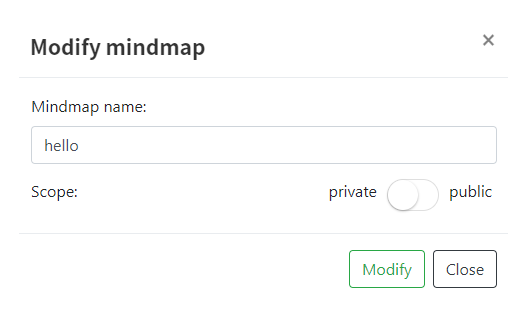 Modify mindmap ×
Mindmap name:
hello
Scope: private public
Modify Close